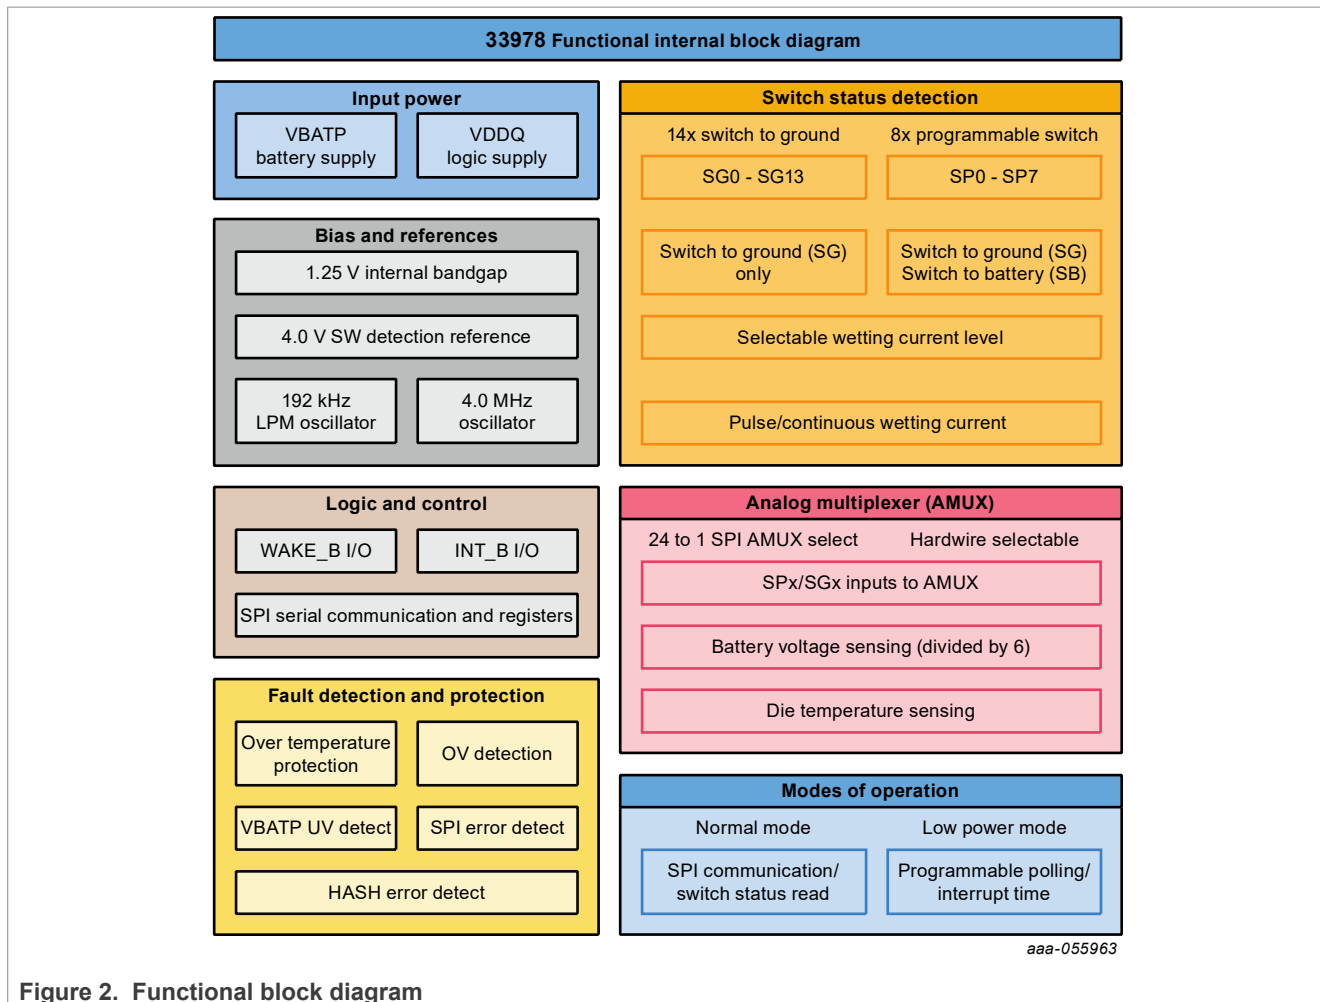 33978 Functional internal block diagram
Input power
VBATP
battery supply
VDDQ
logic supply
Bias and references
1.25 V internal bandgap
4.0 V SW detection reference
192 kHz
LPM oscillator
4.0 MHz
oscillator
Logic and control
WAKE_B I/O
INT_B I/O
SPI serial communication and registers
Fault detection and protection
Over temperature
protection
OV detection
VBATP UV detect
SPI error detect
HASH error detect
Switch status detection
14x switch to ground
8x programmable switch
SG0 - SG13
SP0 - SP7
Switch to ground (SG)
only
Switch to ground (SG)
Switch to battery (SB)
Selectable wetting current level
Pulse/continuous wetting current
Analog multiplexer (AMUX)
24 to 1 SPI AMUX select
Hardwire selectable
SPx/SGx inputs to AMUX
Battery voltage sensing (divided by 6)
Die temperature sensing
Modes of operation
Normal mode
Low power mode
SPI communication/
switch status read
Programmable polling/
interrupt time
aaa-055963
Figure 2. Functional block diagram